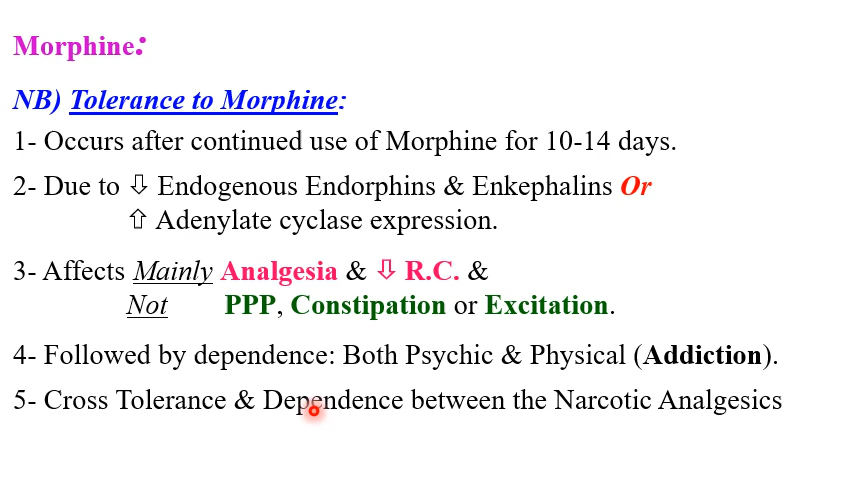 Morphine:
NB) Tolerance to Morphine:
1- Occurs after continued use of Morphine for 10-14 days.
2- Due to ⇩ Endogenous Endorphins & Enkephalins Or
⇧ Adenylate cyclase expression.
3- Affects Mainly Analgesia & ⇩ R.C. &
Not PPP, Constipation or Excitation.
4- Followed by dependence: Both Psychic & Physical (Addiction).
5- Cross Tolerance & Dependence between the Narcotic Analgesics